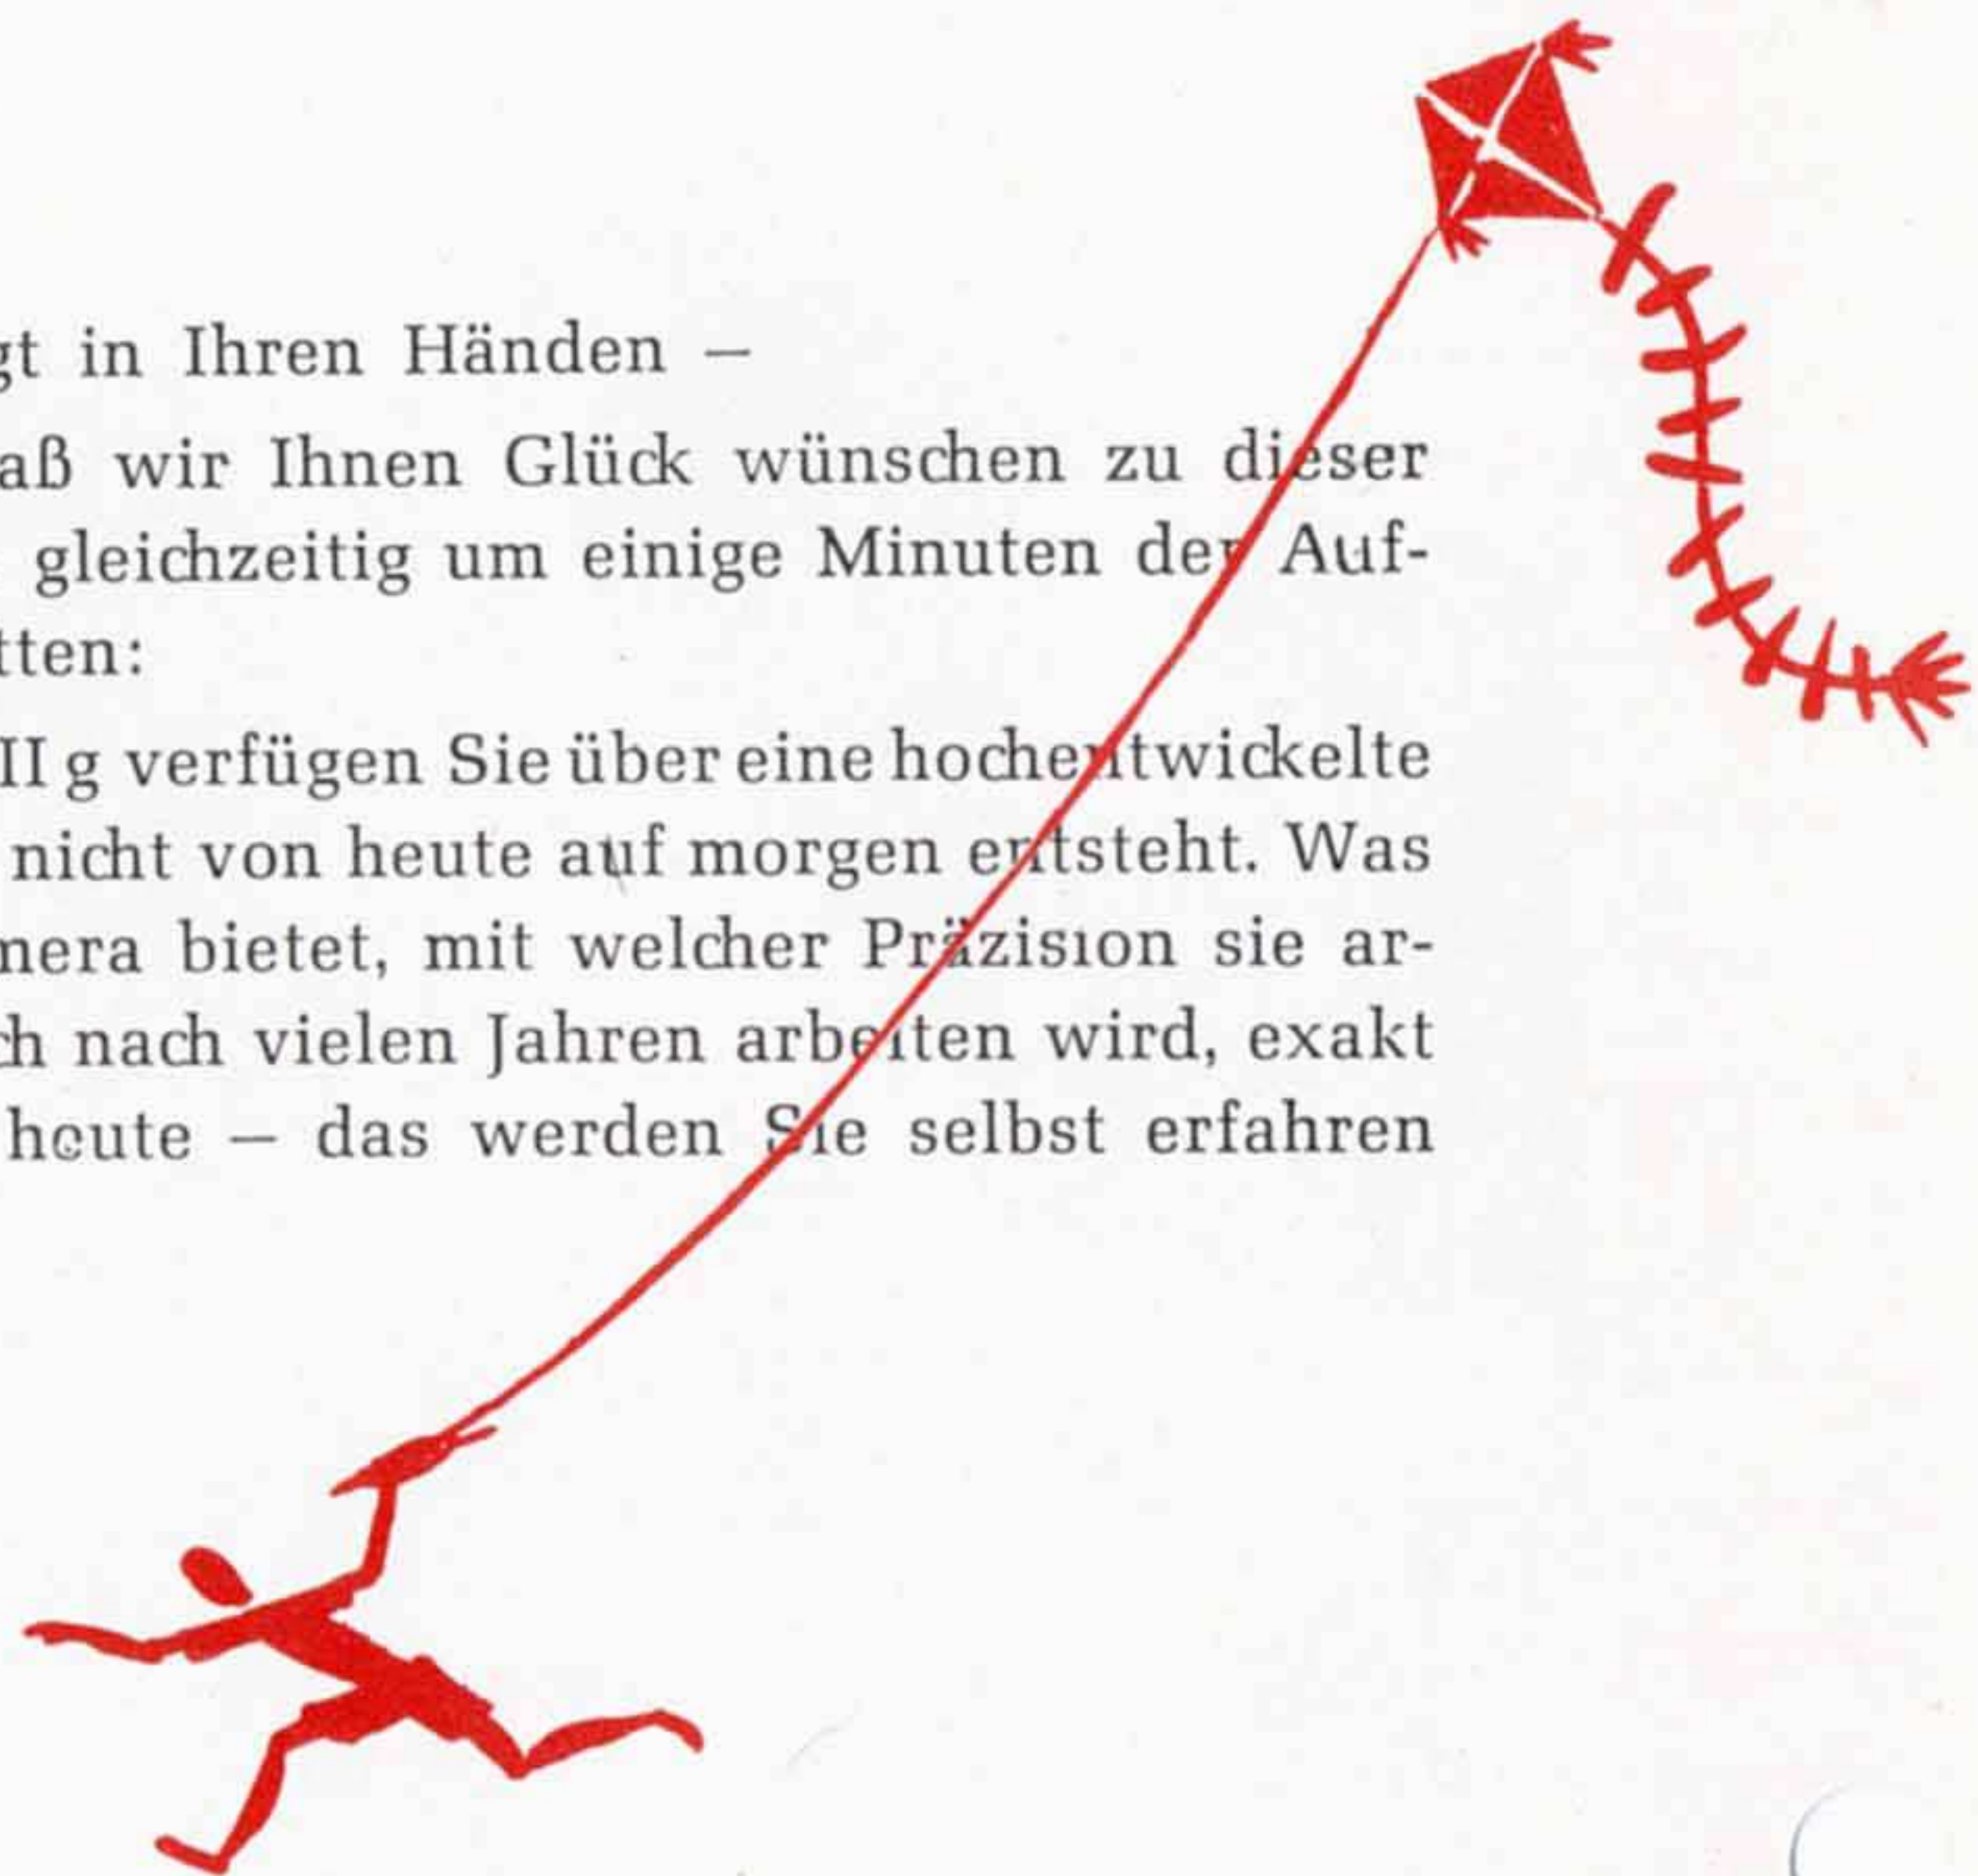 gt in Ihren Händen –
aß wir Ihnen Glück wünschen zu dieser
gleichzeitig um einige Minuten der Auf-
tten:
II g verfügen Sie über eine hochentwickelte
nicht von heute auf morgen entsteht. Was
mera bietet, mit welcher Präzision sie ar-
ch nach vielen Jahren arbeiten wird, exakt
heute – das werden Sie selbst erfahren